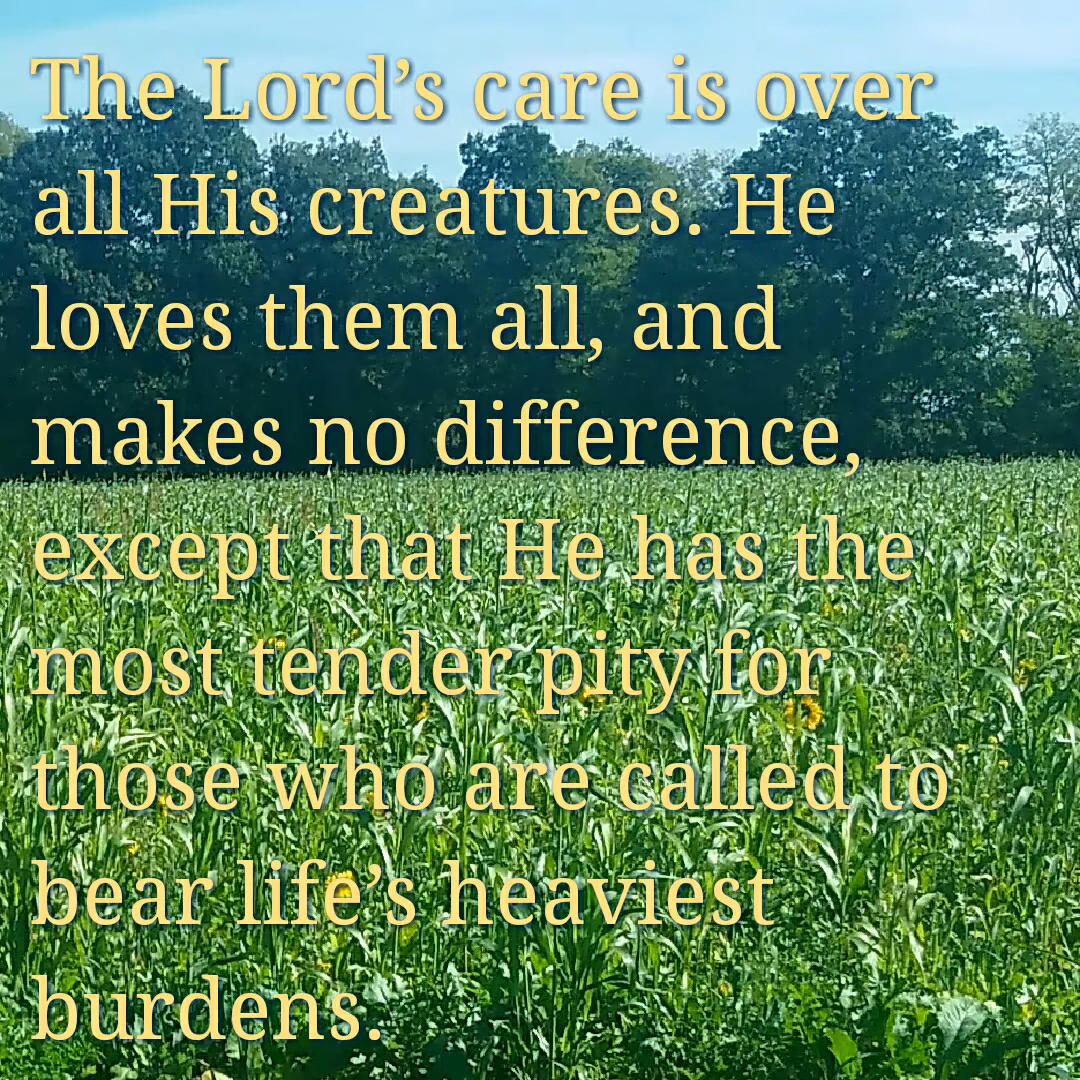 The Lord’s care is over
all His creatures. He
loves them all, and
makes no difference,
except that He has the
most tender pity for
those who are called to
bear life’s heaviest
burdens.